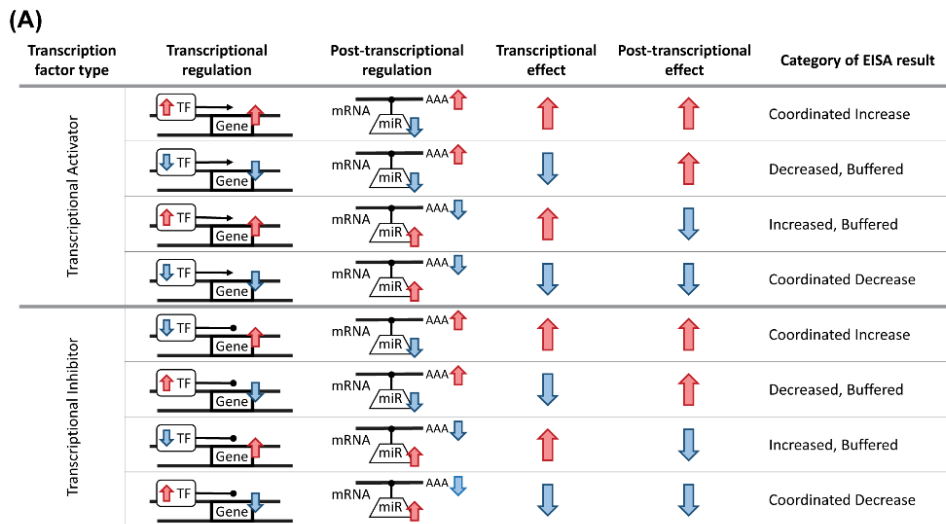 (A)
Transcription factor type
Transcriptional regulation
Post-transcriptional regulation
Transcriptional effect
Post-transcriptional effect
Category of EISA result
Transcriptional Activator
TF Gene mRNA miR AAA Coordinated Increase
TF Gene mRNA miR AAA Decreased, Buffered
TF Gene mRNA miR AAA Increased, Buffered
TF Gene mRNA miR AAA Coordinated Decrease
Transcriptional Inhibitor
TF Gene mRNA miR AAA Coordinated Increase
TF Gene mRNA miR AAA Decreased, Buffered
TF Gene mRNA miR AAA Increased, Buffered
TF Gene mRNA miR AAA Coordinated Decrease